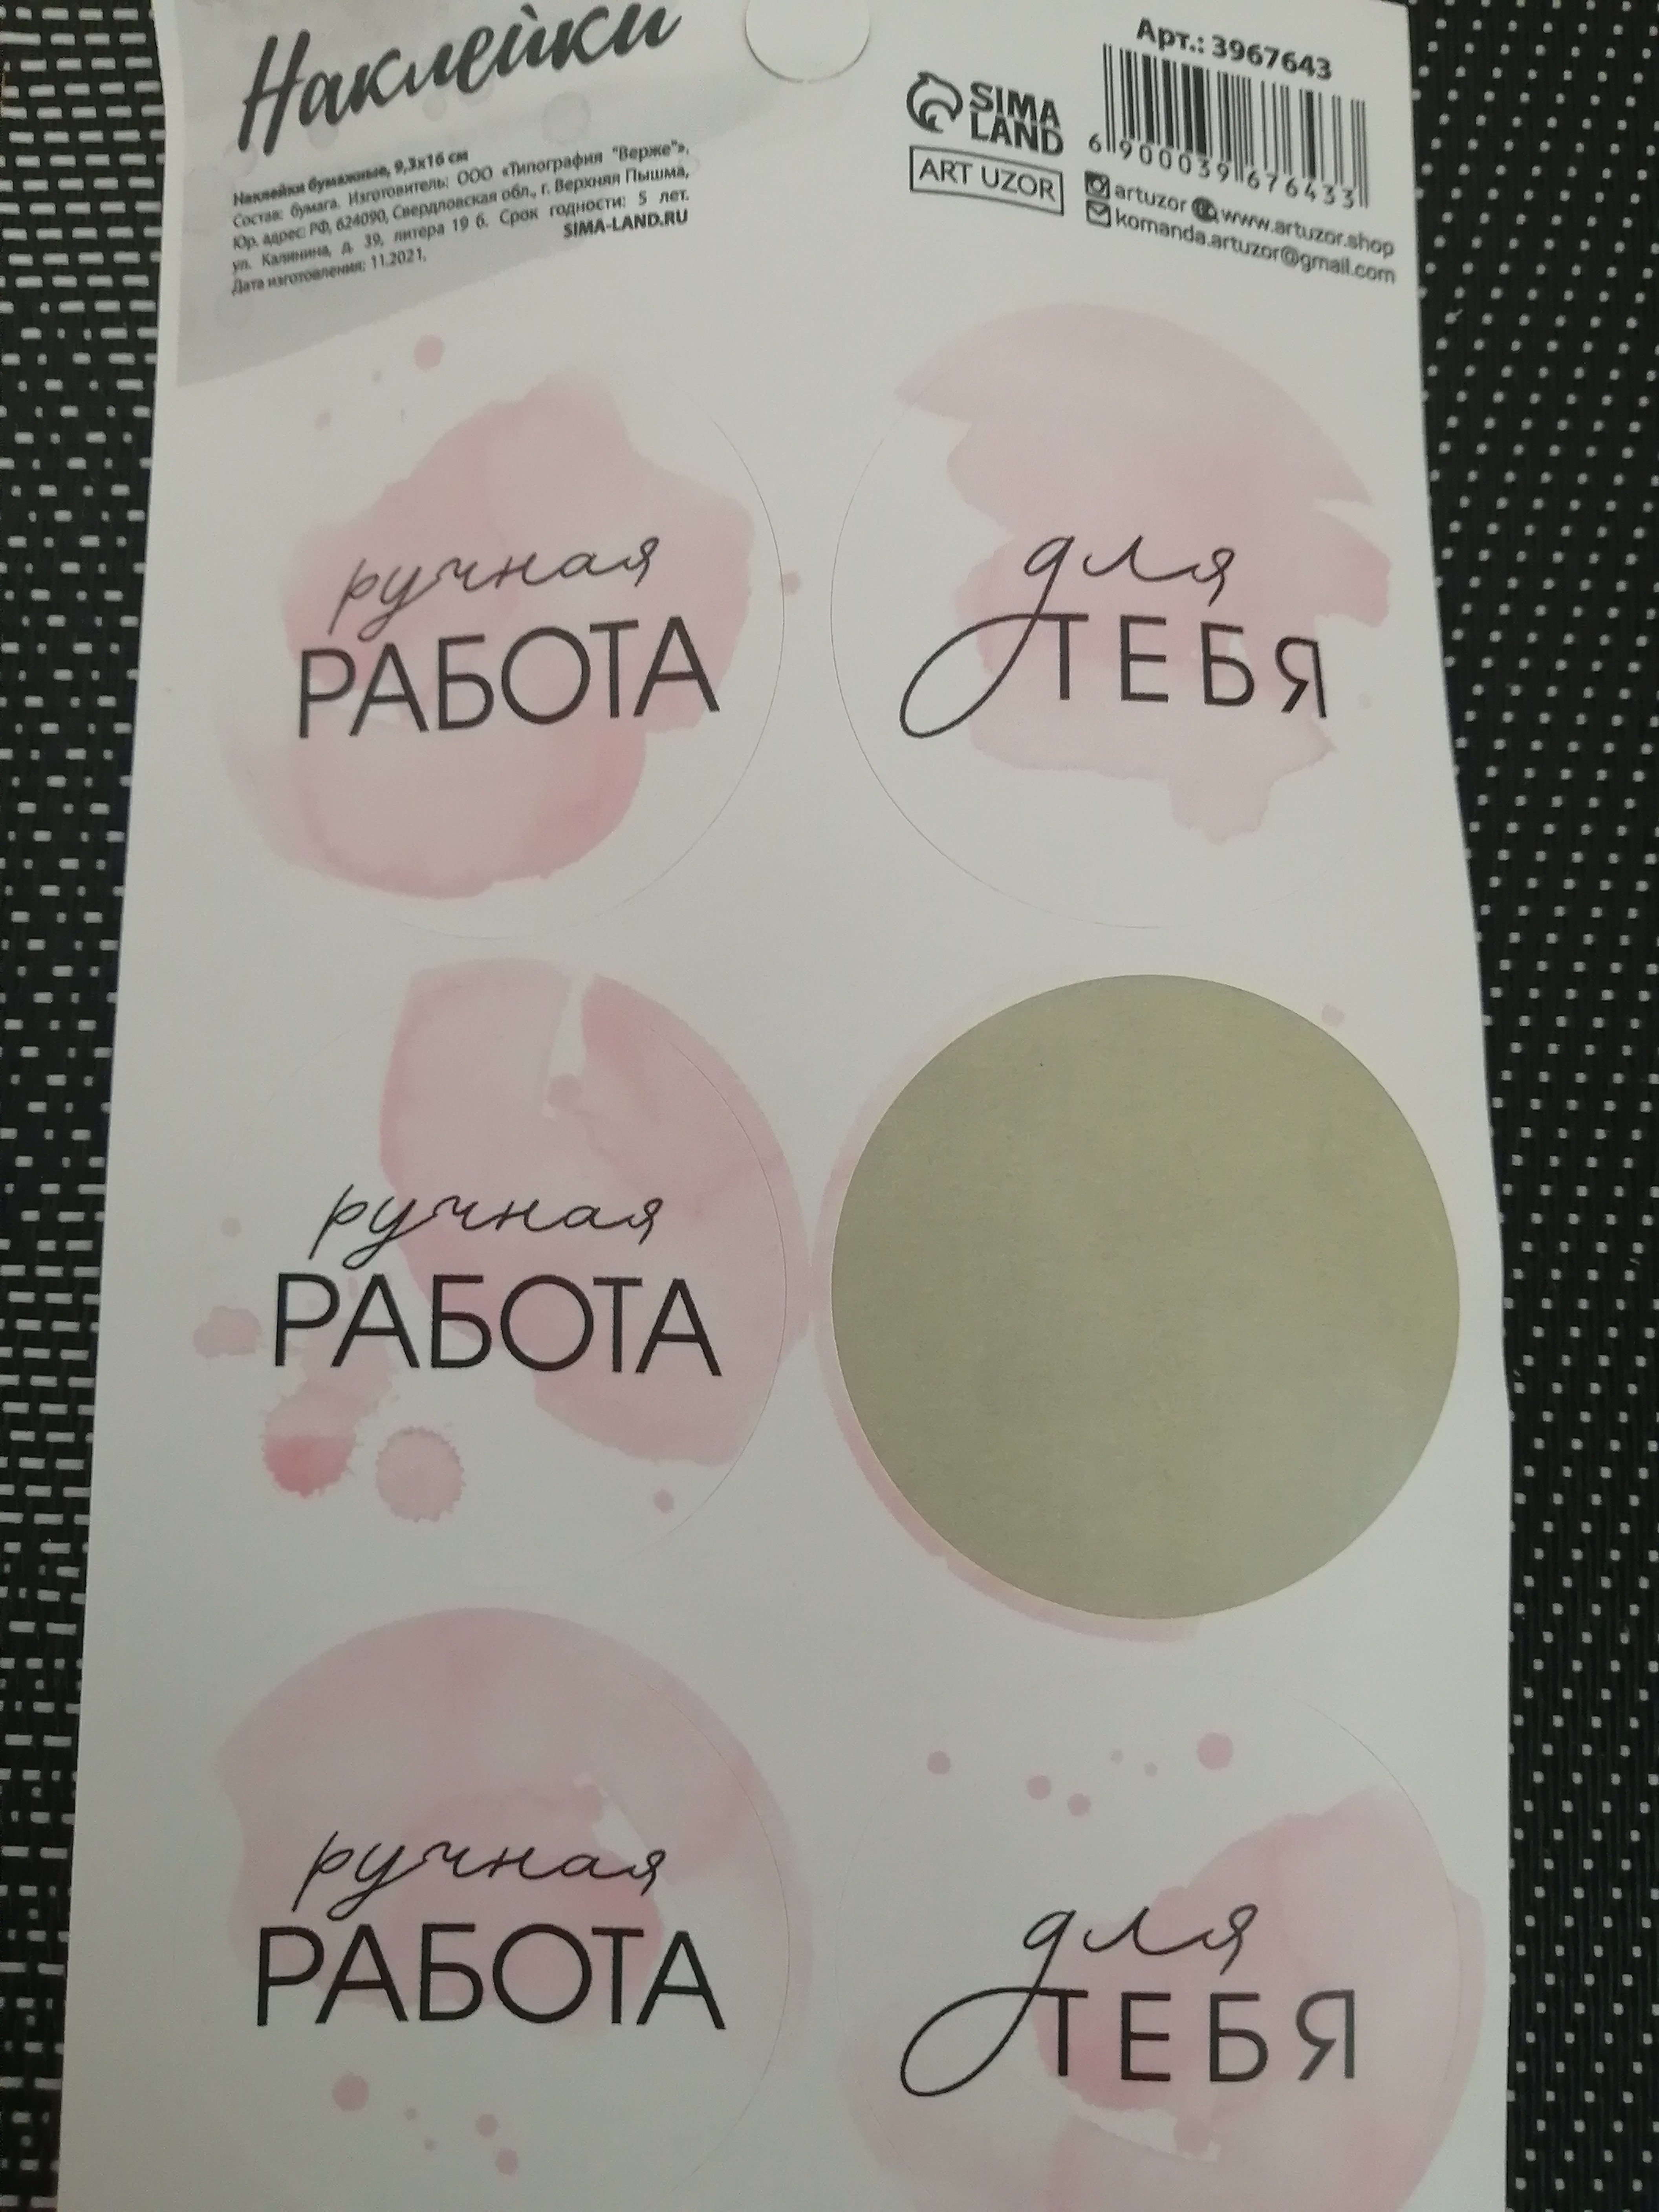 Наклейки
Наклейки бумажные, 9,3х16 см
Состав: бумага. Изготовитель: ООО «Типография "Верже"».
Юр. адрес: РФ, 624090, Свердловская обл., г. Верхняя Пышма,
ул. Калинина, д. 39, литера 19 б. Срок годности: 5 лет.
Дата изготовления: 11.2021.
SIMA-LAND.RU
Арт.: 3967643
SIMA
LAND
ART UZOR
6 900039 676433
artuzor www.artuzor.shop
komanda.artuzor@gmail.com
ручная
РАБОТА
для
ТЕБЯ
ручная
РАБОТА
ручная
РАБОТА
для
ТЕБЯ